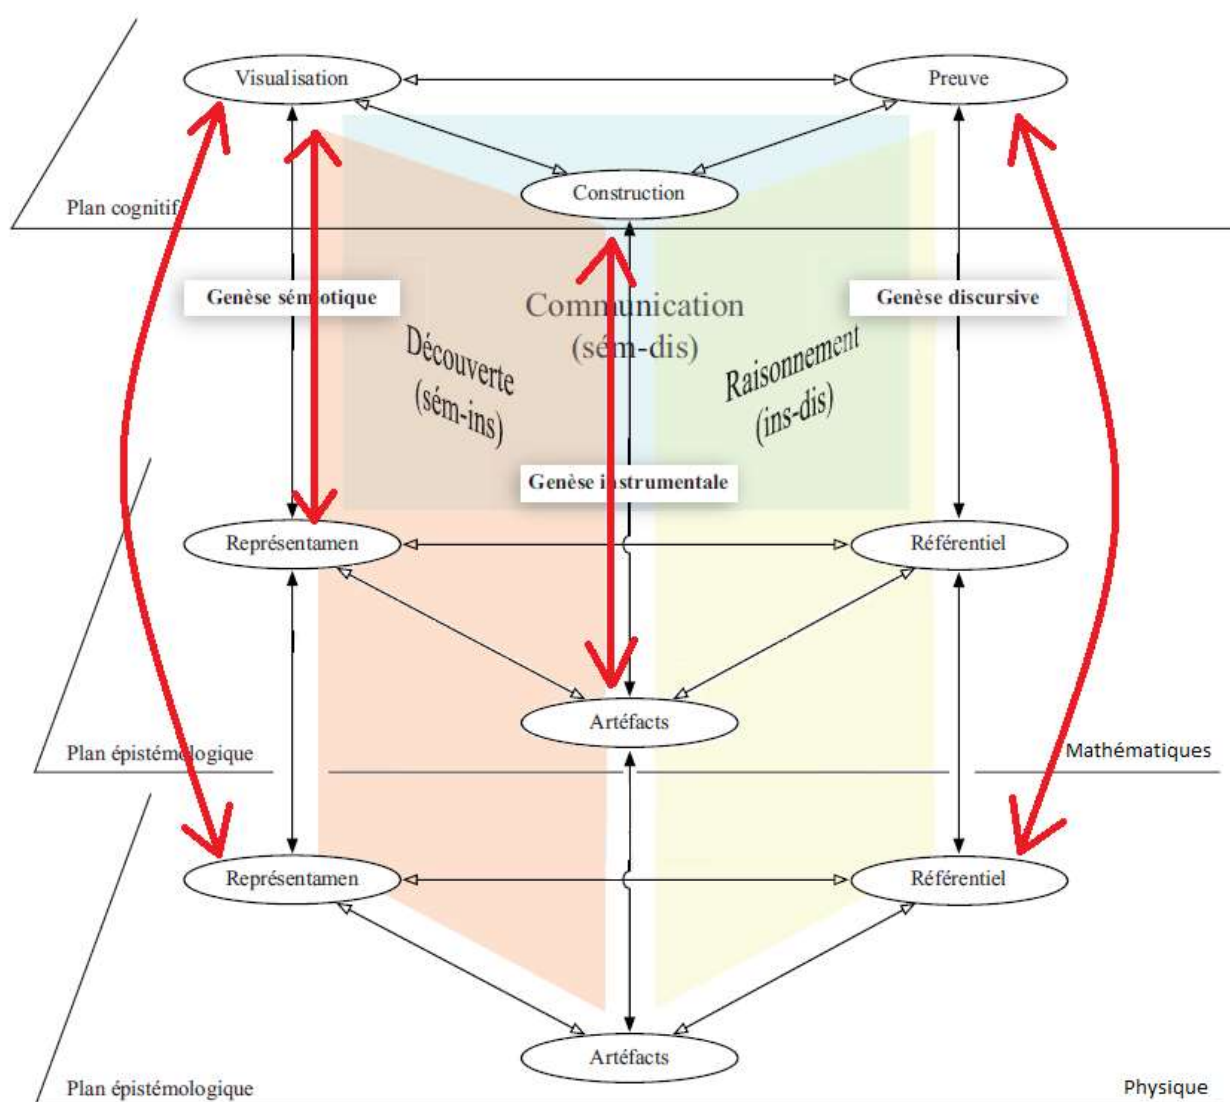 Visualisation
Preuve
Construction
Plan cognitif
Genèse sémiotique
Genèse discursive
Communication
(sém-dis)
Découverte
(sém-ins)
Raisonnement
(ins-dis)
Genèse instrumentale
Représentamen
Référentiel
Artéfacts
Plan épistémologique
Mathématiques
Représentamen
Référentiel
Artéfacts
Plan épistémologique
Physique